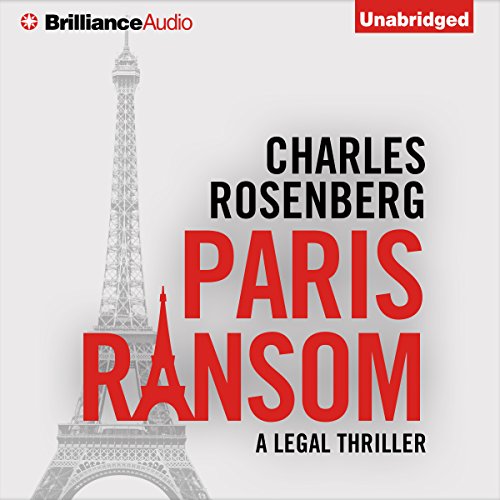 BrillianceAudio
Unabridged
CHARLES
ROSENBERG
PARIS
RANSOM
A LEGAL THRILLER